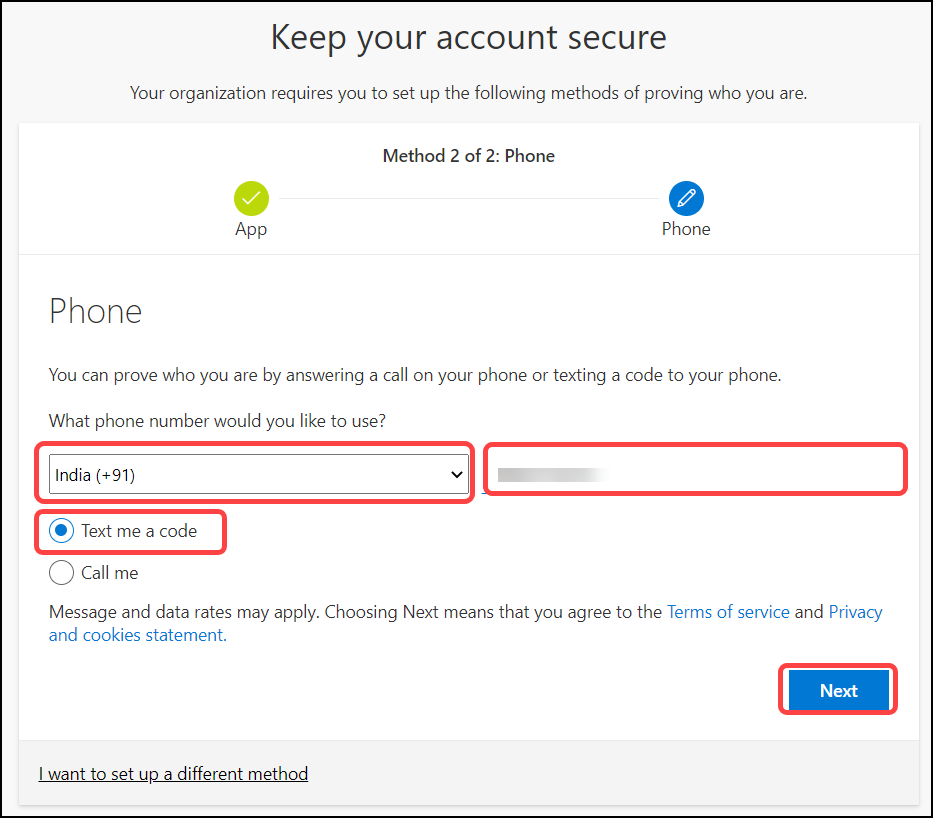 Keep your account secure
Your organization requires you to set up the following methods of proving who you are.
Method 2 of 2: Phone
App
Phone
Phone
You can prove who you are by answering a call on your phone or texting a code to your phone.
What phone number would you like to use?
India (+91)
Text me a code
Call me
Message and data rates may apply. Choosing Next means that you agree to the Terms of service and Privacy
and cookies statement.
Next
I want to set up a different method